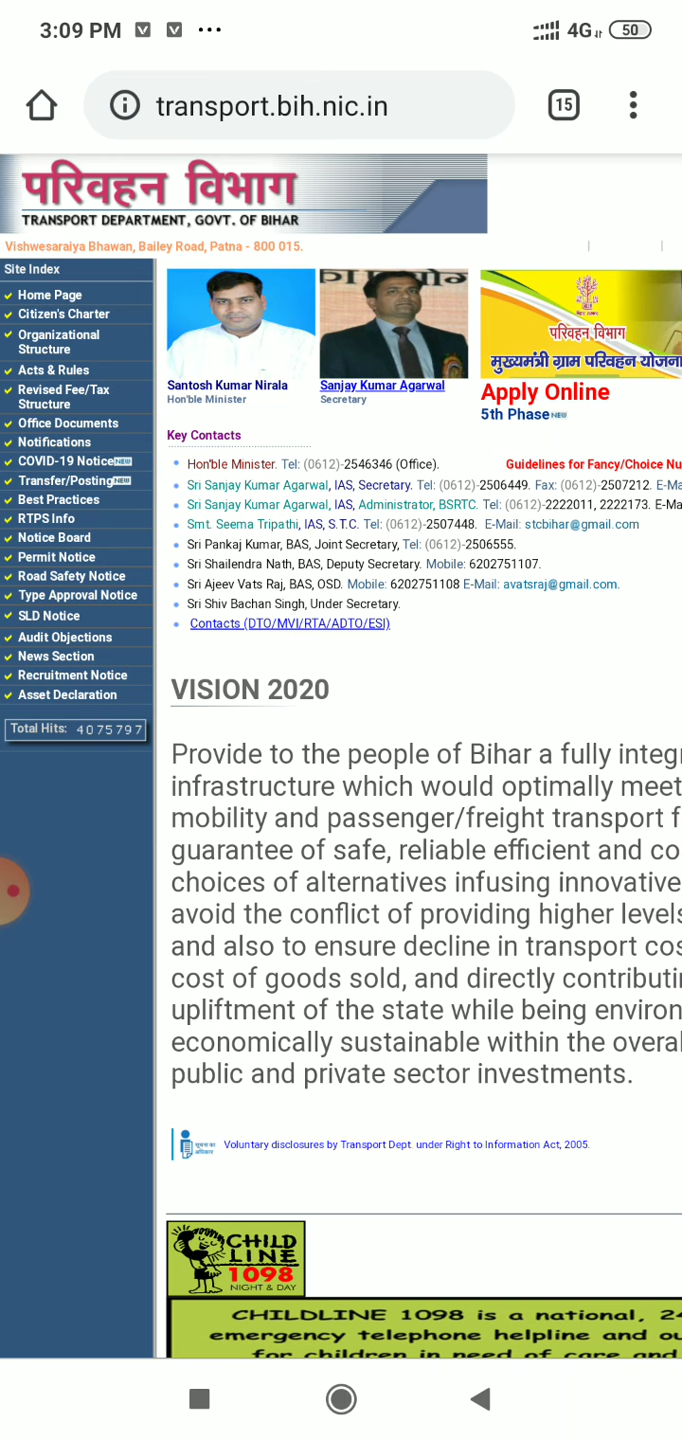 3:09 PM
4G
50
transport.bih.nic.in
15
परिवहन विभाग
TRANSPORT DEPARTMENT, GOVT. OF BIHAR
Vishwesaraiya Bhawan, Bailey Road, Patna - 800 015.
Site Index
Home Page
Citizen's Charter
Organizational
Structure
Acts & Rules
Revised Fee/Tax
Structure
Office Documents
Notifications
COVID-19 Notice NEW
Transfer/Posting NEW
Best Practices
RTPS Info
Notice Board
Permit Notice
Road Safety Notice
Type Approval Notice
SLD Notice
Audit Objections
News Section
Recruitment Notice
Asset Declaration
Total Hits: 4075797
Santosh Kumar Nirala
Hon'ble Minister
Sanjay Kumar Agarwal
Secretary
परिवहन विभाग
मुख्यमंत्री ग्राम परिवहन योजना
Apply Online
5th Phase NEW
Key Contacts
Hon'ble Minister. Tel: (0612)-2546346 (Office).
Guidelines for Fancy/Choice Nu
Sri Sanjay Kumar Agarwal, IAS, Secretary. Tel: (0612)-2506449. Fax: (0612)-2507212. E-Ma
Sri Sanjay Kumar Agarwal, IAS, Administrator, BSRTC. Tel: (0612)-2222011, 2222173. E-Ma
Smt. Seema Tripathi, IAS, S.T.C. Tel: (0612)-2507448. E-Mail: stcbihar@gmail.com
Sri Pankaj Kumar, BAS, Joint Secretary, Tel: (0612)-2506555.
Sri Shailendra Nath, BAS, Deputy Secretary. Mobile: 6202751107.
Sri Ajeev Vats Raj, BAS, OSD. Mobile: 6202751108 E-Mail: avatsraj@gmail.com.
Sri Shiv Bachan Singh, Under Secretary.
Contacts (DTO/MVI/RTA/ADTO/ESI)
VISION 2020
Provide to the people of Bihar a fully integr
infrastructure which would optimally meet
mobility and passenger/freight transport f
guarantee of safe, reliable efficient and co
choices of alternatives infusing innovative
avoid the conflict of providing higher levels
and also to ensure decline in transport cos
cost of goods sold, and directly contributi
upliftment of the state while being environ
economically sustainable within the overal
public and private sector investments.
सूचना का
अधिकार
Voluntary disclosures by Transport Dept. under Right to Information Act, 2005.
CHILD
LINE
1098
NIGHT & DAY
CHILDLINE 1098 is a national, 24
emergency telephone helpline and ou
for children in need of care and